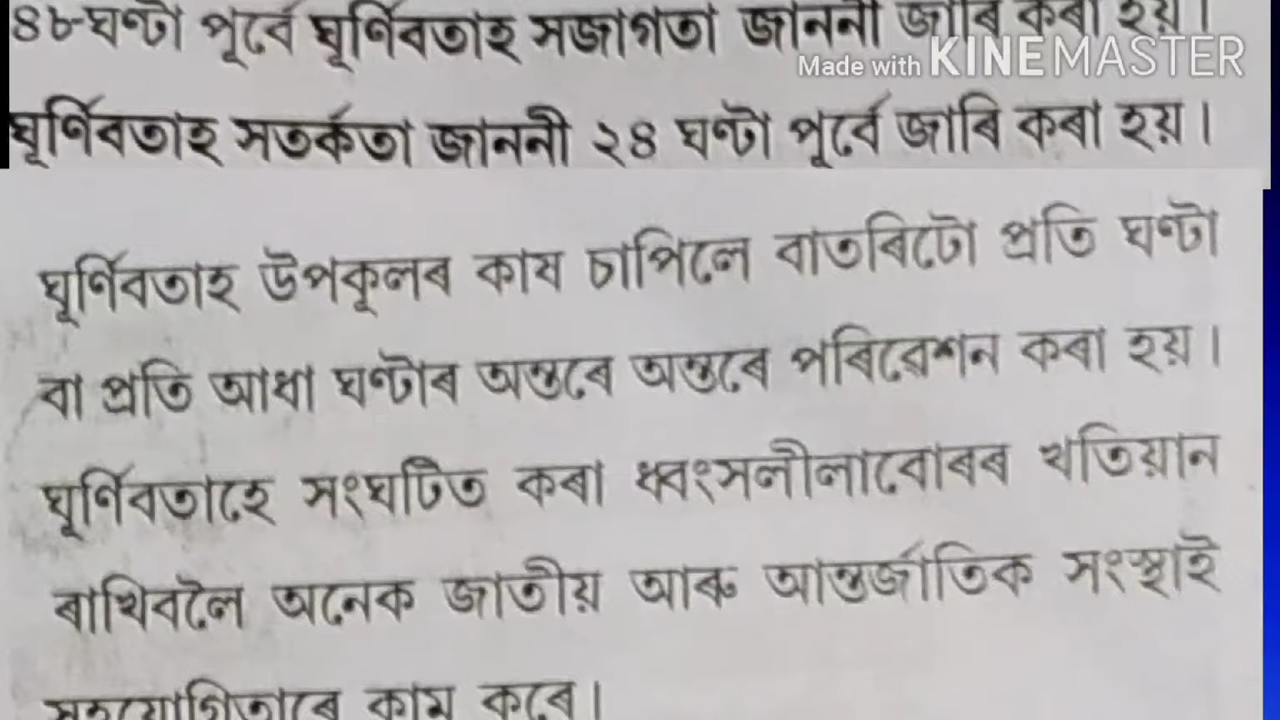 ৪৮-ঘণ্টা পূৰ্বে ঘূৰ্ণিবতাহ সজাগতা জাননী জাৰি কৰা হয়।
Made with KINEMASTER
ঘূৰ্ণিবতাহ সতৰ্কতা জাননী ২৪ ঘণ্টা পূৰ্বে জাৰি কৰা হয়।
ঘূৰ্ণিবতাহ উপকূলৰ কাষ চাপিলে বাতৰিটো প্ৰতি ঘণ্টা
বা প্ৰতি আধা ঘণ্টাৰ অন্তৰে অন্তৰে পৰিৱেশন কৰা হয়।
ঘূৰ্ণিবতাহে সংঘটিত কৰা ধ্বংসলীলাবোৰৰ খতিয়ান
ৰাখিবলৈ অনেক জাতীয় আৰু আন্তৰ্জাতিক সংস্থাই
সহযোগিতাৰে কাম কৰে।